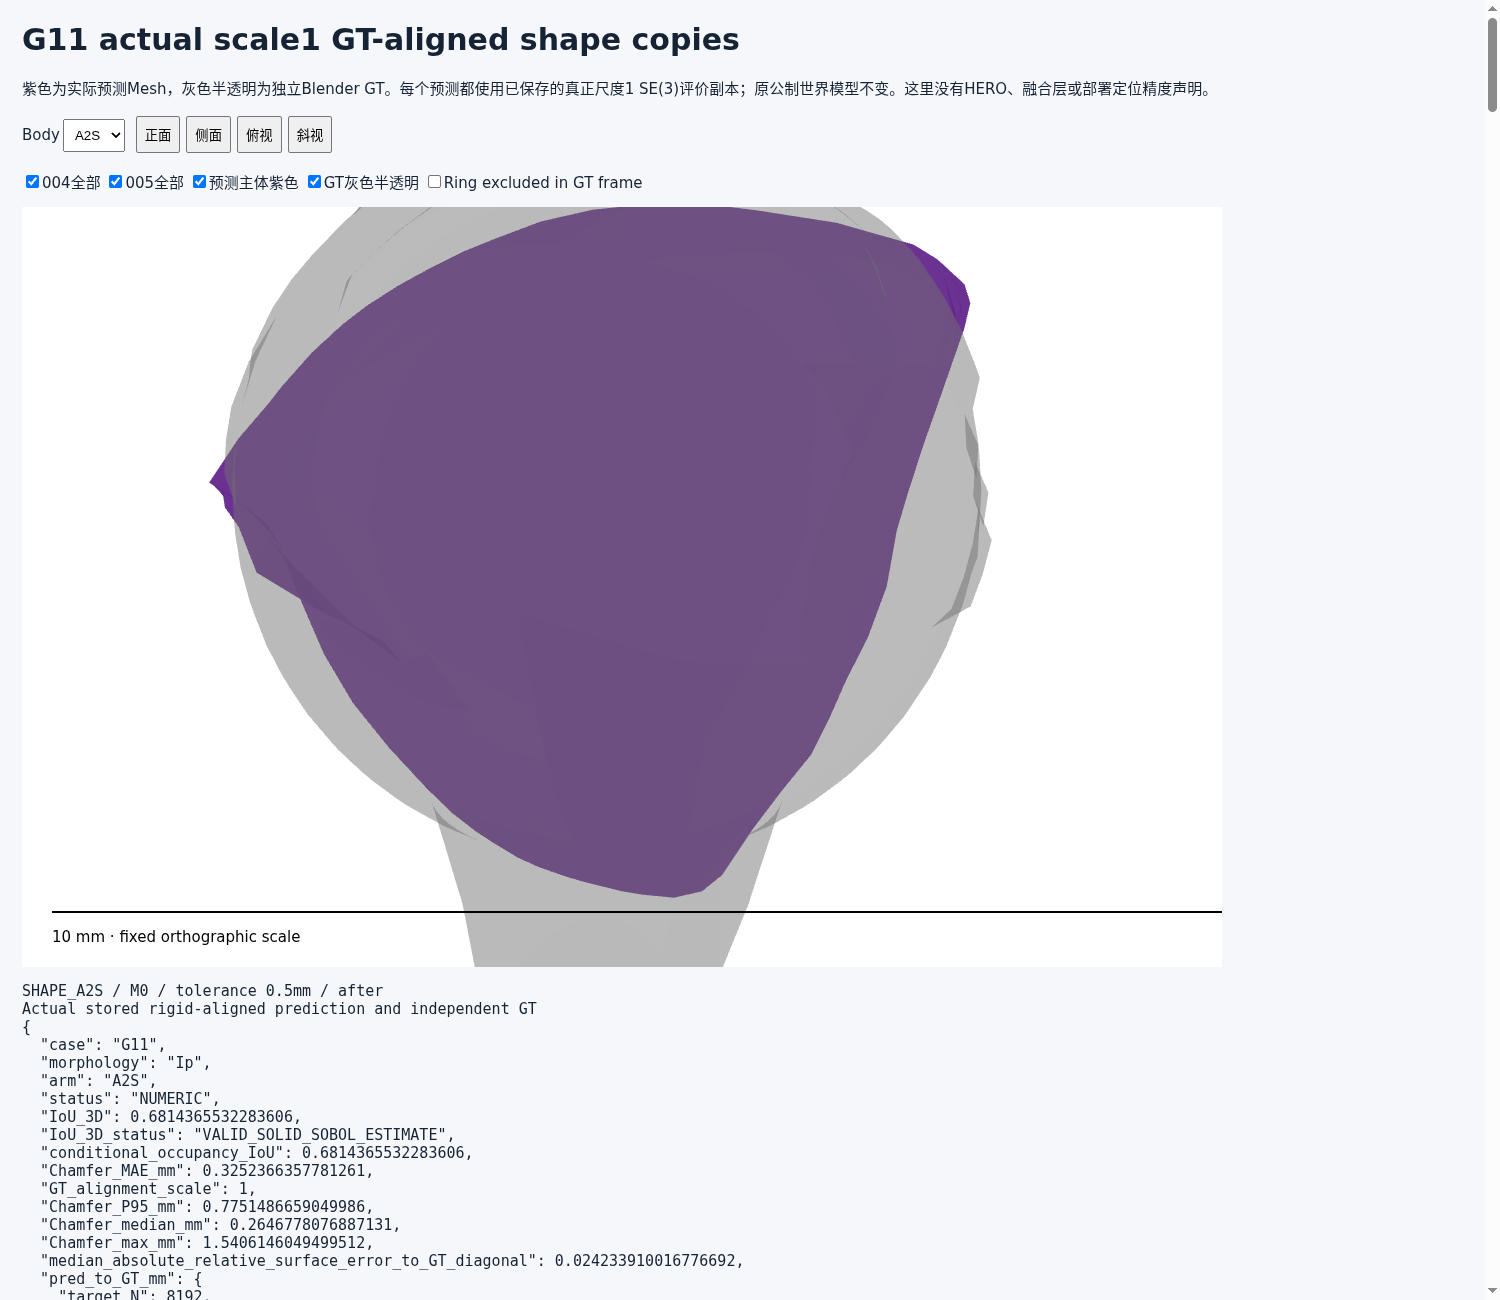 G11 actual scale1 GT-aligned shape copies
紫色为实际预测Mesh，灰色半透明为独立Blender GT。每个预测都使用已保存的真正尺度1 SE(3)评价副本；原公制世界模型不变。这里没有HERO、融合层或部署定位精度声明。
Body A2S 正面 侧面 俯视 斜视
004全部 005全部 预测主体紫色 GT灰色半透明 Ring excluded in GT frame
10 mm · fixed orthographic scale
SHAPE_A2S / M0 / tolerance 0.5mm / after
Actual stored rigid-aligned prediction and independent GT
{
"case": "G11",
"morphology": "Ip",
"arm": "A2S",
"status": "NUMERIC",
"IoU_3D": 0.6814365532283606,
"IoU_3D_status": "VALID_SOLID_SOBOL_ESTIMATE",
"conditional_occupancy_IoU": 0.6814365532283606,
"Chamfer_MAE_mm": 0.3252366357781261,
"GT_alignment_scale": 1,
"Chamfer_P95_mm": 0.7751486659049986,
"Chamfer_median_mm": 0.2646778076887131,
"Chamfer_max_mm": 1.5406146049499512,
"median_absolute_relative_surface_error_to_GT_diagonal": 0.024233910016776692,
"pred_to_GT_mm": {
"target_N": 8192,